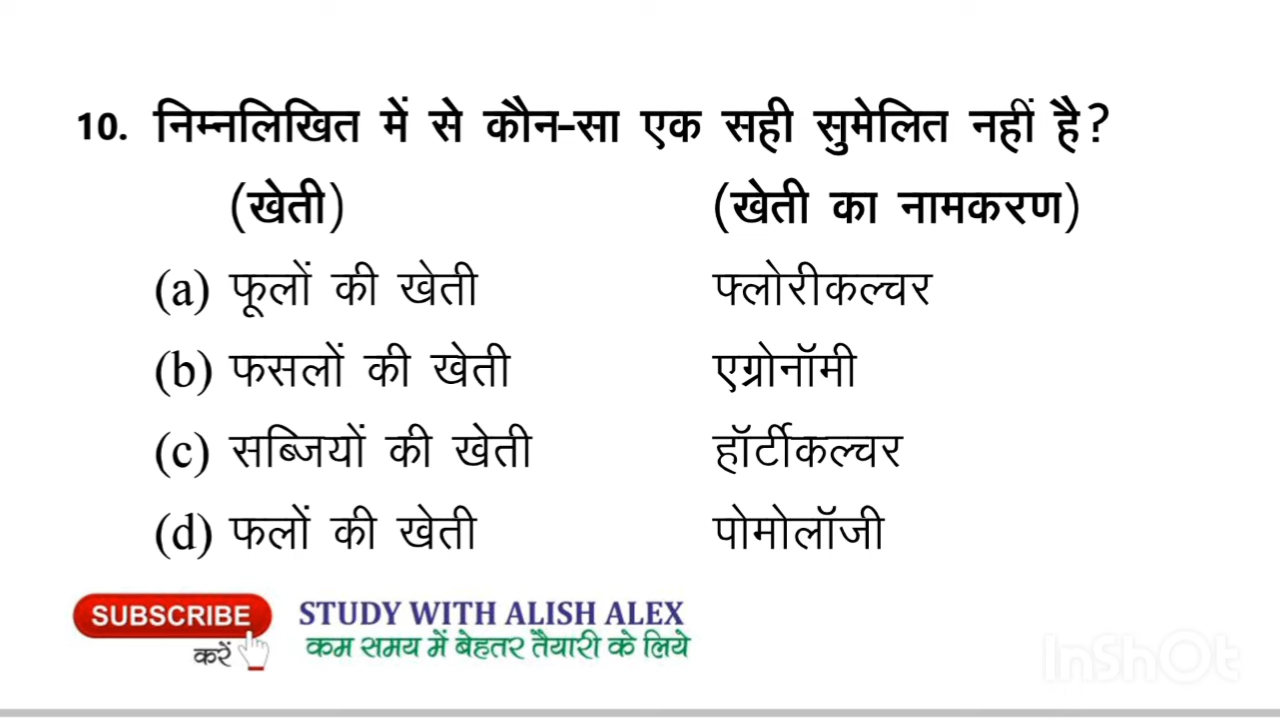 10. निम्नलिखित में से कौन-सा एक सही सुमेलित नहीं है?
(खेती) (खेती का नामकरण)
(a) फूलों की खेती फ्लोरीकल्चर
(b) फसलों की खेती एग्रोनॉमी
(c) सब्जियों की खेती हॉर्टीकल्चर
(d) फलों की खेती पोमोलॉजी
SUBSCRIBE STUDY WITH ALISH ALEX
करें कम समय में बेहतर तैयारी के लिये
InShOt